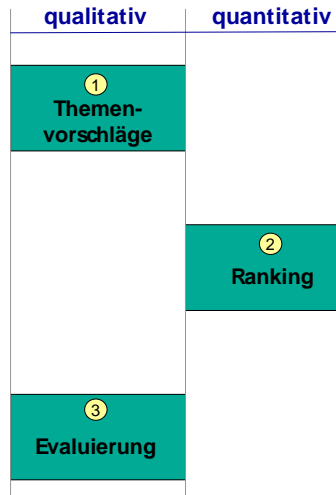 qualitativ quantitativ
1
Themen-
vorschläge
2
Ranking
3
Evaluierung